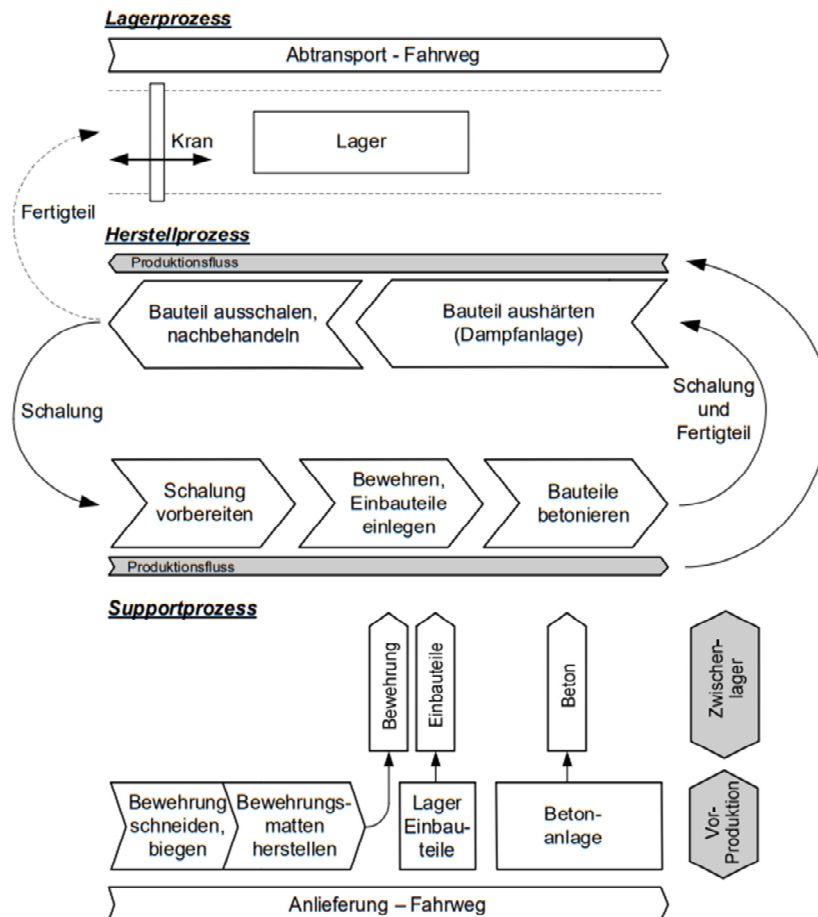 Lagerprozess
Abtransport - Fahrweg
Kran
Lager
Fertigteil
Herstellprozess
Produktionsfluss
Bauteil ausschalen,
nachbehandeln
Bauteil aushärten
(Dampfanlage)
Schalung
Schalung
und
Fertigteil
Schalung
vorbereiten
Bewehren,
Einbauteile
einlegen
Bauteile
betonieren
Produktionsfluss
Supportprozess
Bewehrung
Einbauteile
Beton
Zwischen-
lager
Bewehrung
schneiden,
biegen
Bewehrungs-
matten
herstellen
Lager
Einbau-
teile
Beton-
anlage
Vor-
Produktion
Anlieferung – Fahrweg